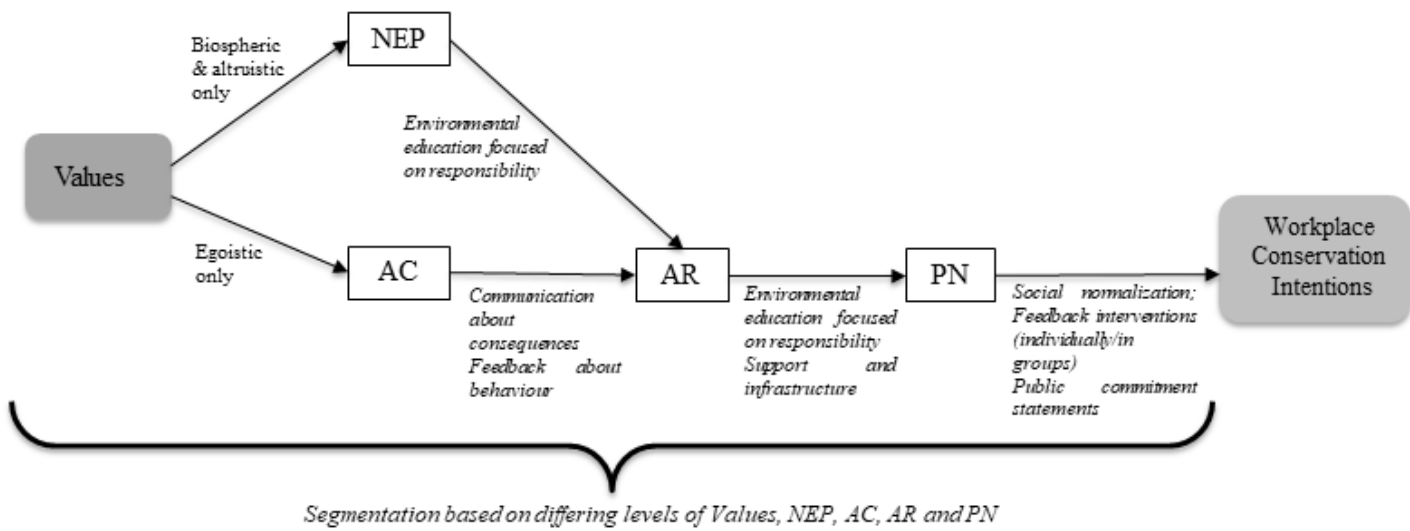 NEP
Biospheric
& altruistic
only
Environmental
education focused
on responsibility
Values
Egoistic
only
AC
Communication
about
consequences
Feedback about
behaviour
AR
Environmental
education focused
on responsibility
Support and
infrastructure
PN
Social normalization;
Feedback interventions
(individually/in
groups)
Public commitment
statements
Workplace
Conservation
Intentions
Segmentation based on differing levels of Values, NEP, AC, AR and PN